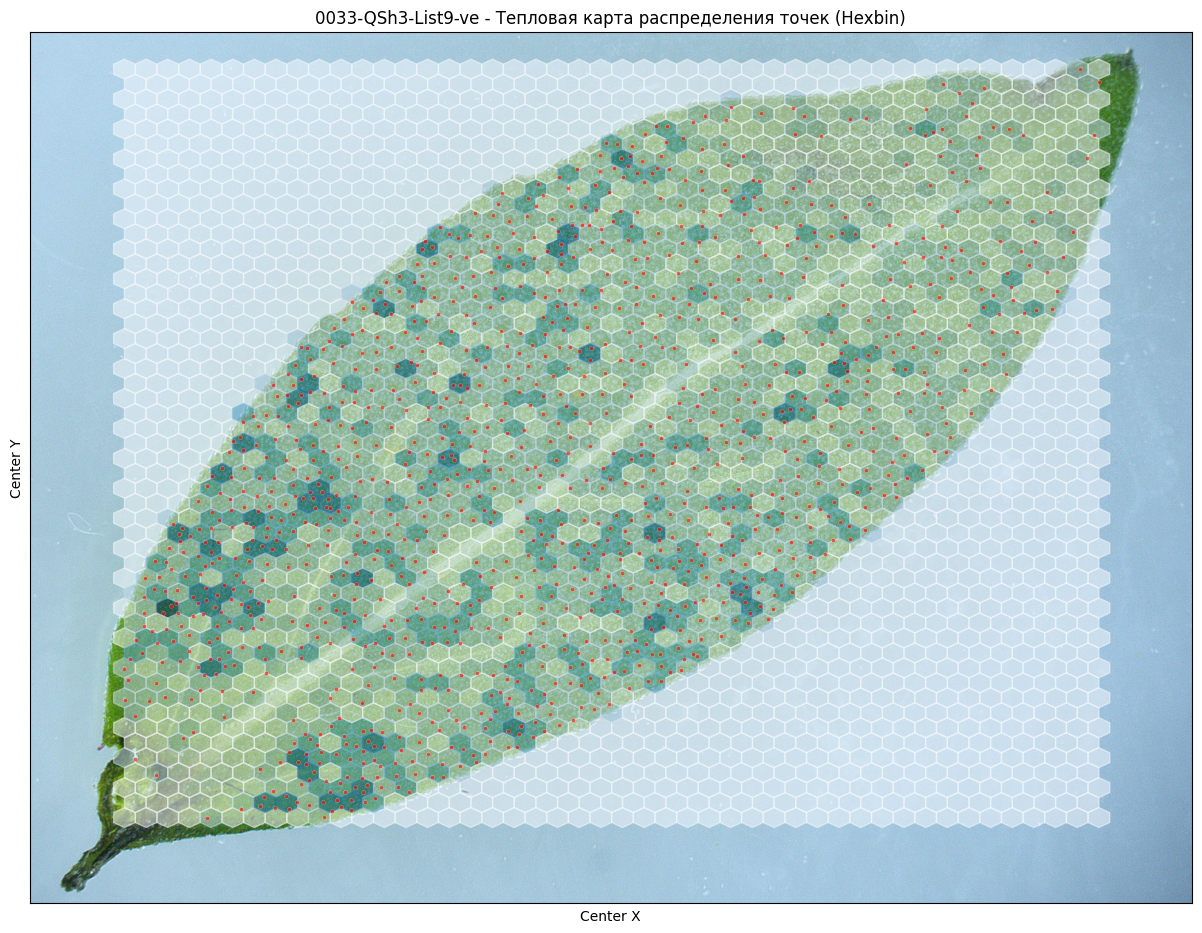 0033-QSh3-List9-ve - Тепловая карта распределения точек (Hexbin)
Center Y
Center X